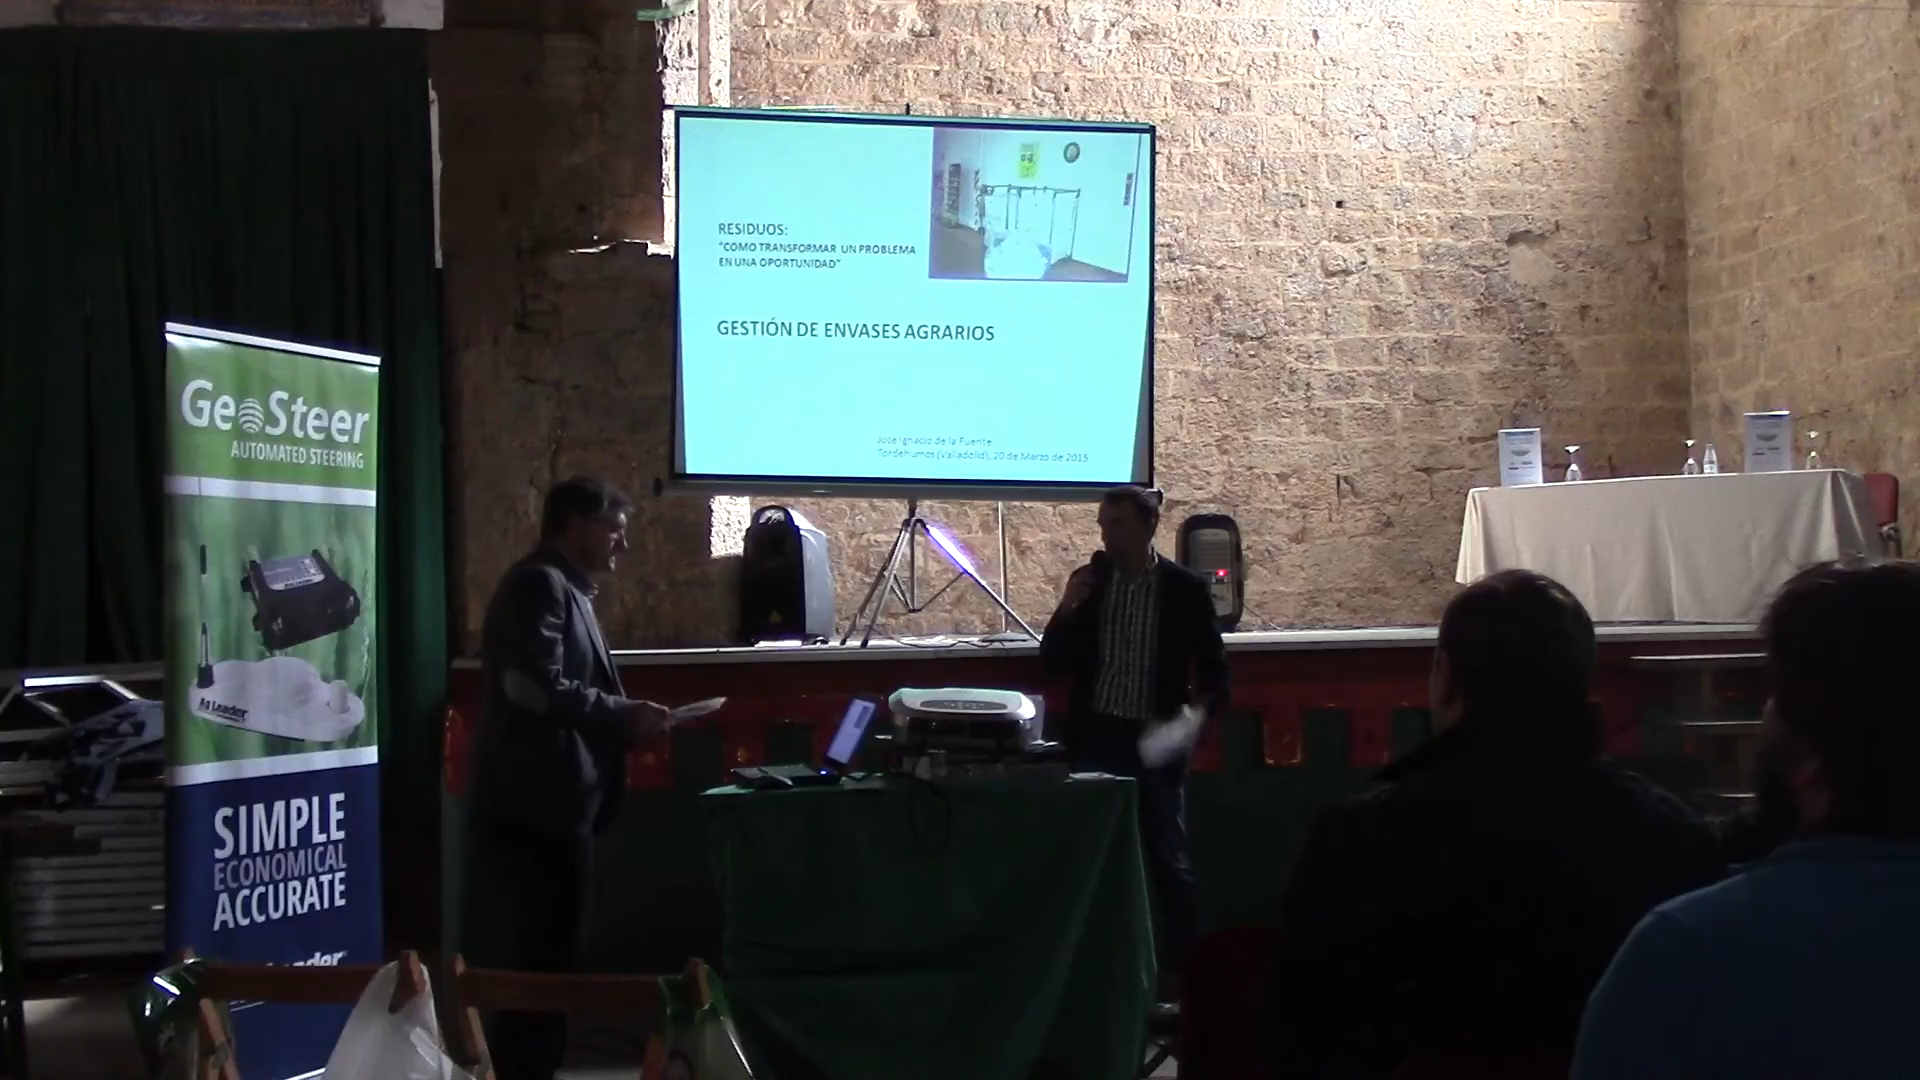 RESIDUOS:
"COMO TRANSFORMAR UN PROBLEMA
EN UNA OPORTUNIDAD"
GESTIÓN DE ENVASES AGRARIOS
Jose Ignacio de la Fuente
Tordehumos (Valladolid), 20 de Marzo de 2015
GeoSteer
AUTOMATED STEERING
Ag Leader
SIMPLE
ECONOMICAL
ACCURATE